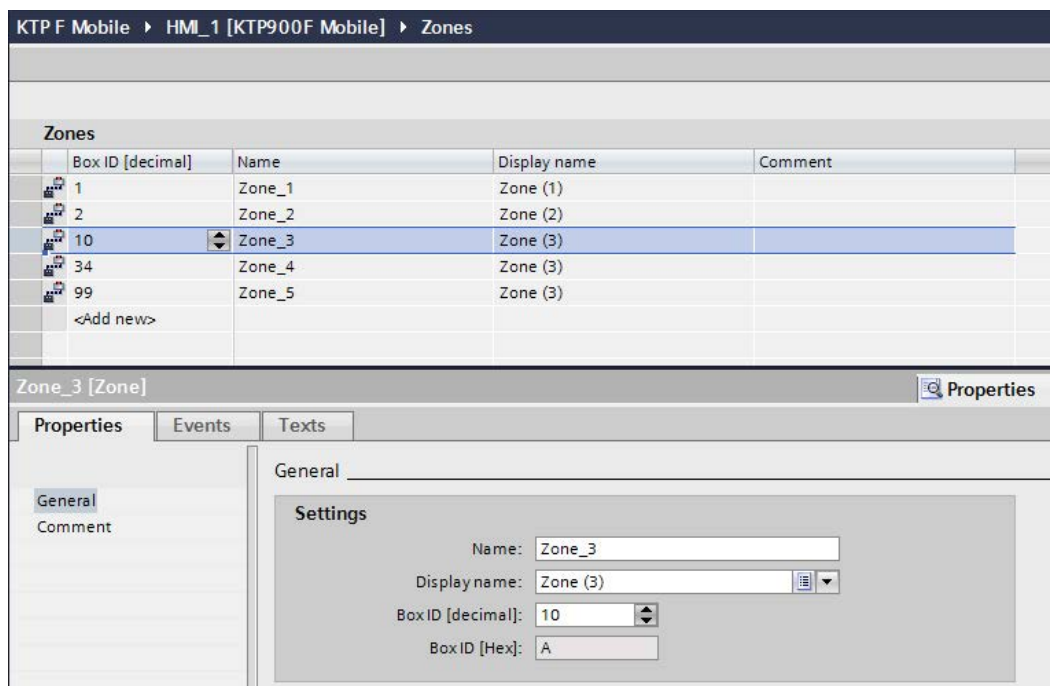 KTP F Mobile ▸ HMI_1 [KTP900F Mobile] ▸ Zones
Zones
Box ID [decimal] Name Display name Comment
1 Zone_1 Zone (1)
2 Zone_2 Zone (2)
10 Zone_3 Zone (3)
34 Zone_4 Zone (3)
99 Zone_5 Zone (3)
<Add new>
Zone_3 [Zone] Properties
Properties Events Texts
General
General
Comment
Settings
Name: Zone_3
Display name: Zone (3)
Box ID [decimal]: 10
Box ID [Hex]: A